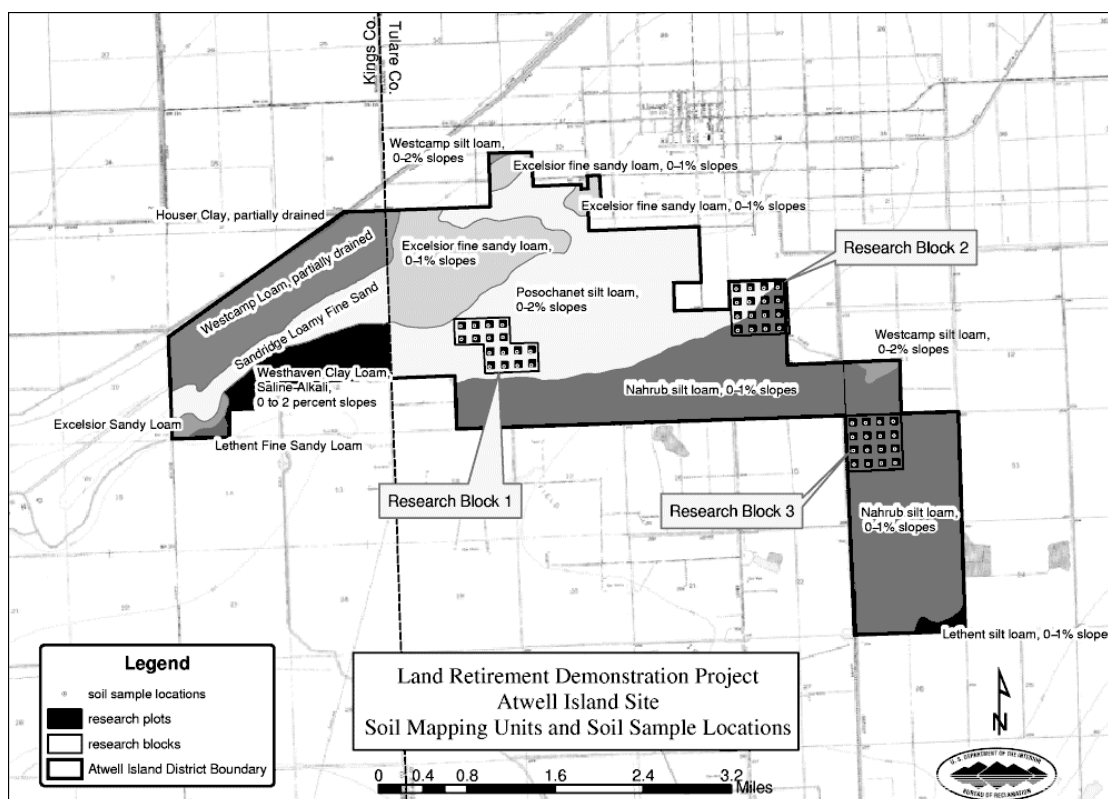 Kings Co.
Tulare Co.
Westcamp silt loam,
0–2% slopes
Excelsior fine sandy loam, 0–1% slopes
Excelsior fine sandy loam, 0–1% slopes
Houser Clay, partially drained
Westcamp Loam, partially drained
Excelsior fine sandy loam,
0–1% slopes
Research Block 2
Sandridge Loamy Fine Sand
Posochanet silt loam,
0–2% slopes
Westcamp silt loam,
0–2% slopes
Westhaven Clay Loam,
Saline-Alkali,
0 to 2 percent slopes
Nahrub silt loam, 0–1% slopes
Excelsior Sandy Loam
Lethent Fine Sandy Loam
Research Block 1
Research Block 3
Nahrub silt loam,
0–1% slopes
Lethent silt loam, 0–1% slope
Legend
soil sample locations
research plots
research blocks
Atwell Island District Boundary
Land Retirement Demonstration Project
Atwell Island Site
Soil Mapping Units and Soil Sample Locations
0 0.4 0.8 1.6 2.4 3.2
Miles
N
U. S. DEPARTMENT OF THE INTERIOR
BUREAU OF RECLAMATION